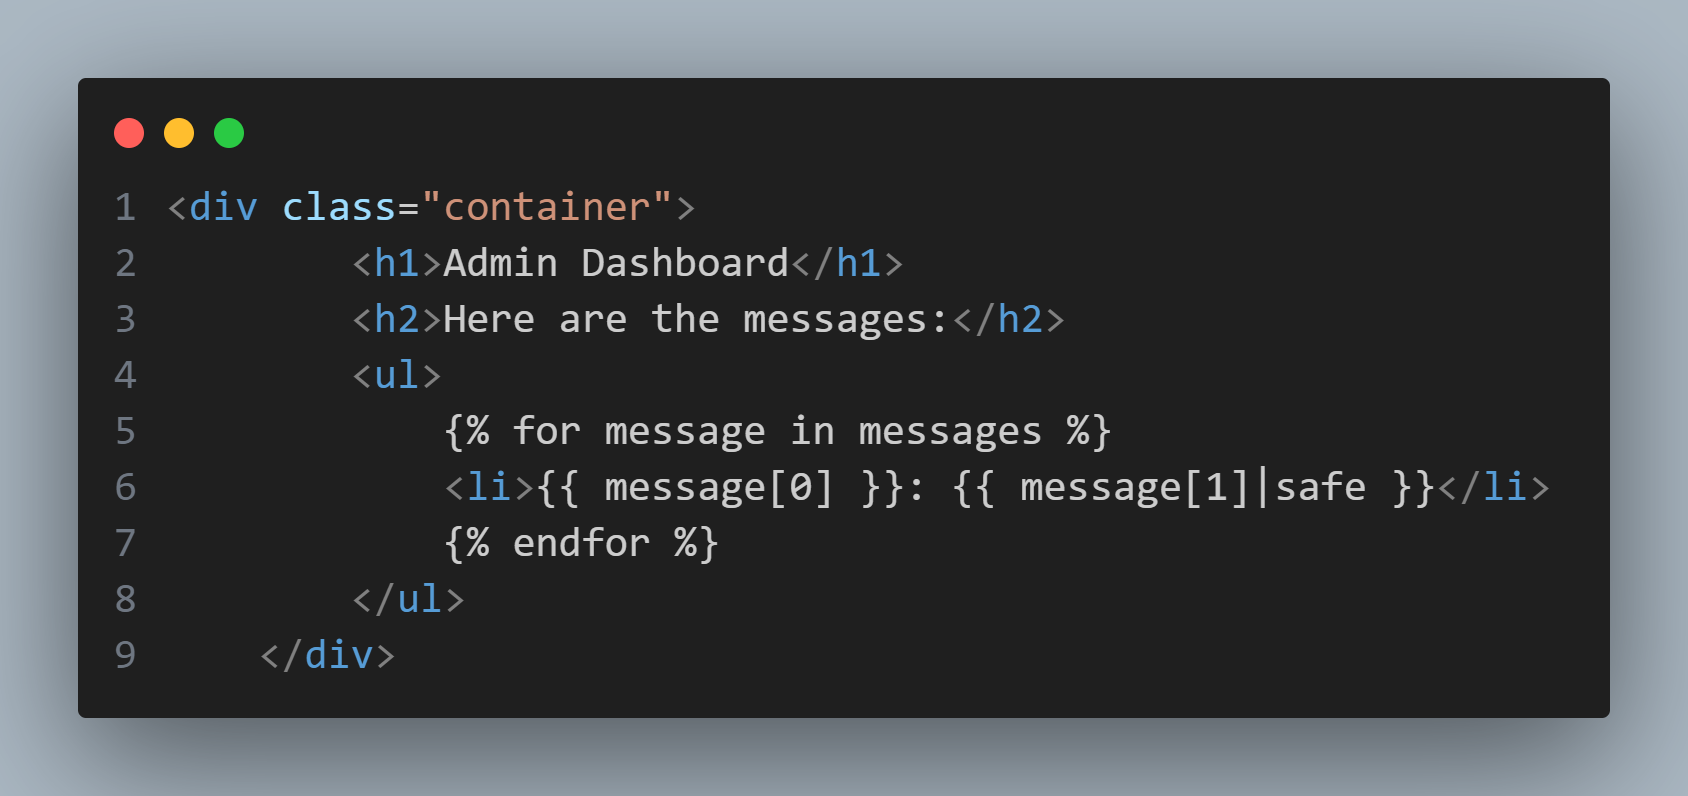 1 <div class="container">
2         <h1>Admin Dashboard</h1>
3         <h2>Here are the messages:</h2>
4         <ul>
5             {% for message in messages %}
6             <li>{{ message[0] }}: {{ message[1]|safe }}</li>
7             {% endfor %}
8         </ul>
9     </div>